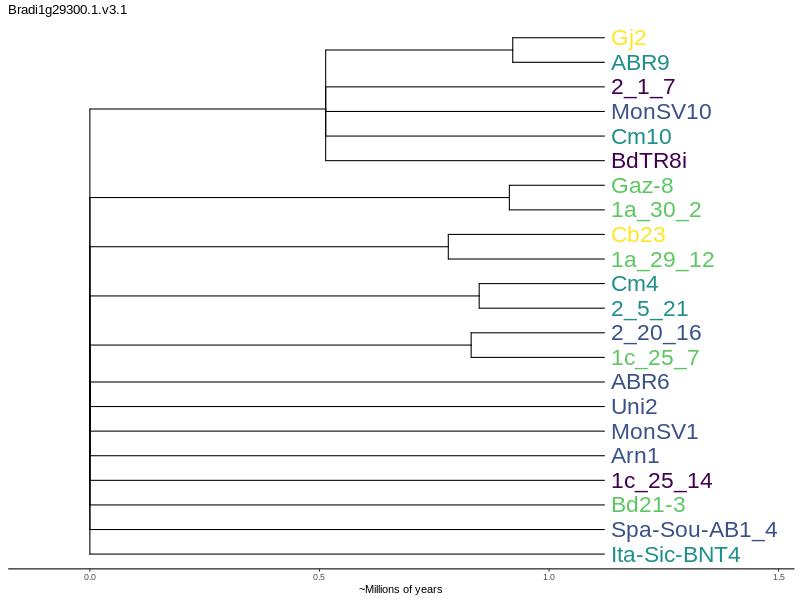 Bradi1g29300.1.v3.1
Gj2
ABR9
2_1_7
MonSV10
Cm10
BdTR8i
Gaz-8
1a_30_2
Cb23
1a_29_12
Cm4
2_5_21
2_20_16
1c_25_7
ABR6
Uni2
MonSV1
Arn1
1c_25_14
Bd21-3
Spa-Sou-AB1_4
Ita-Sic-BNT4
0.0 0.5 1.0 1.5
~Millions of years